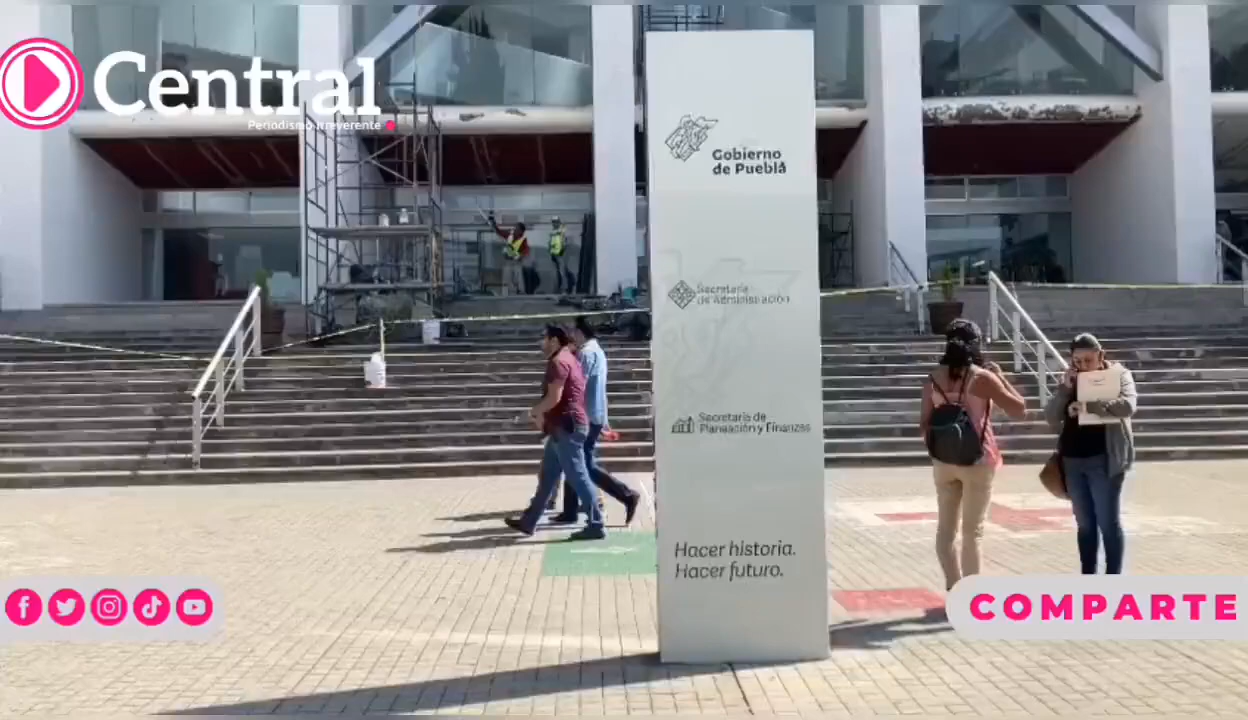 Central
Periodismo irreverente
Gobierno
de Puebla
Secretaría
de Administración
Secretaría de
Planeación y Finanzas
Hacer historia.
Hacer futuro.
COMPARTE